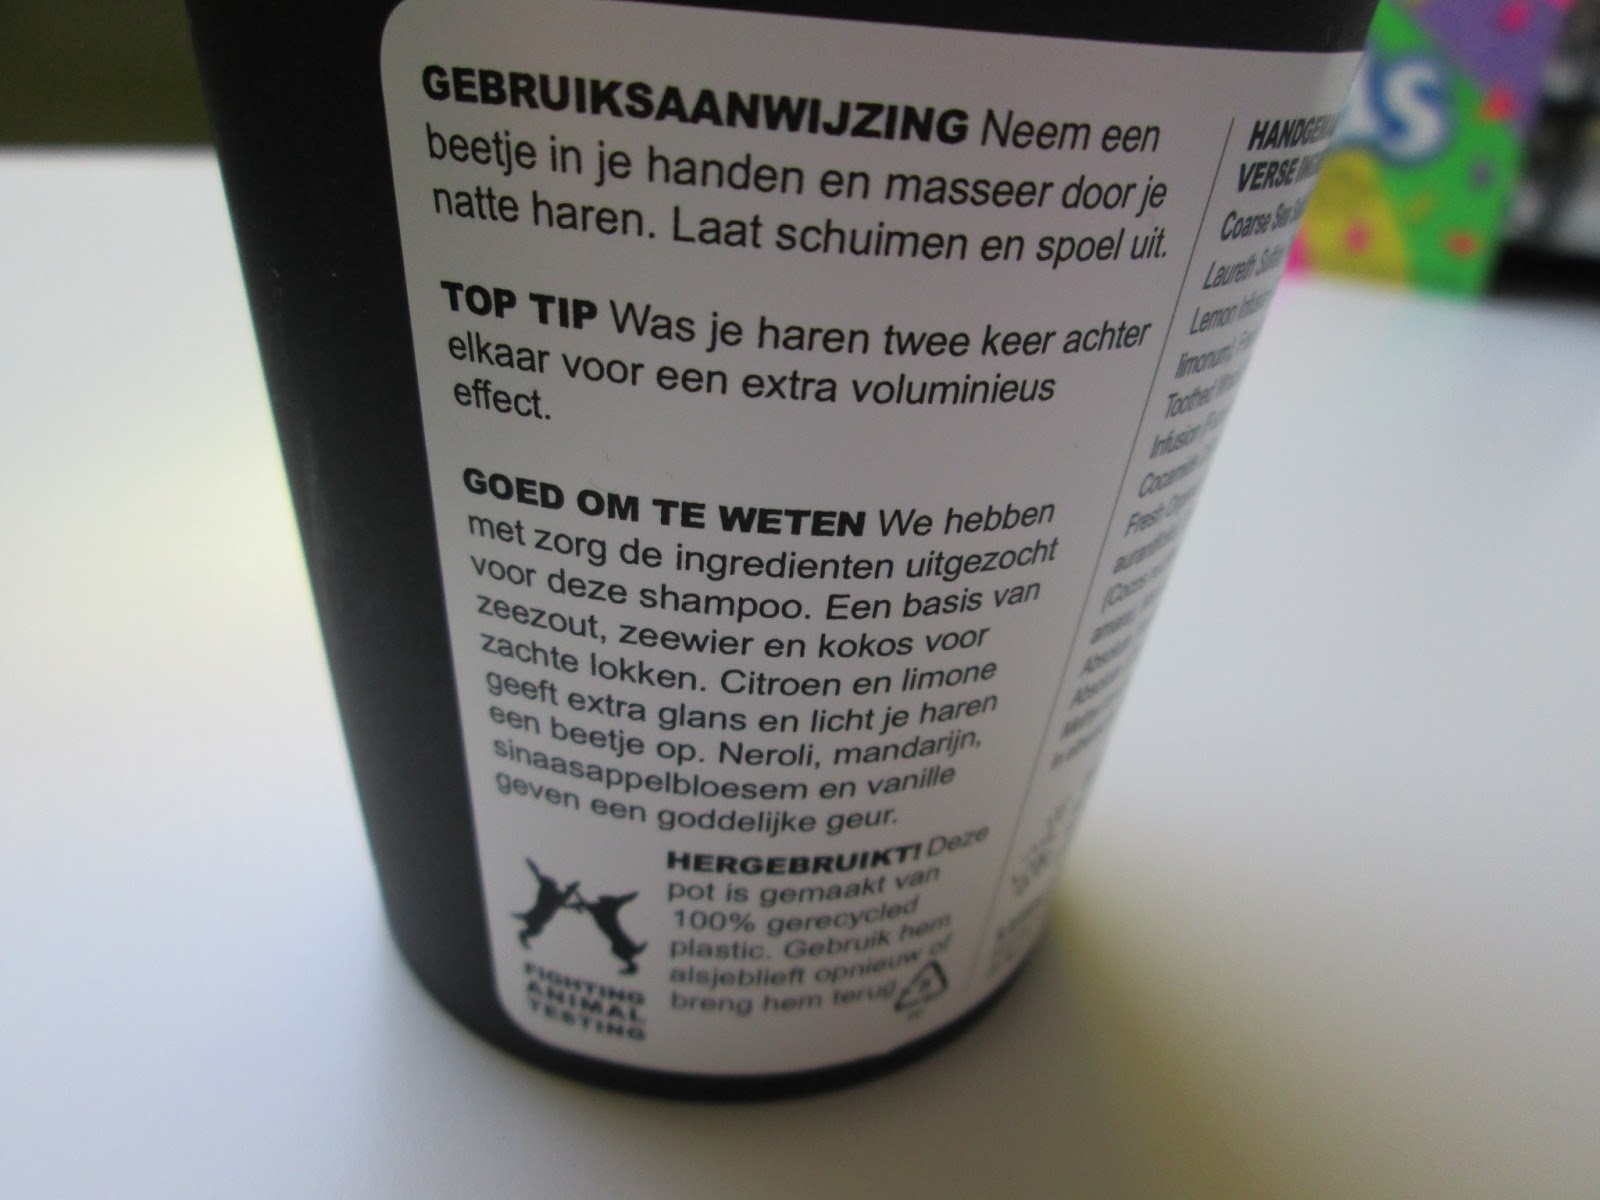 GEBRUIKSAANWIJZING Neem een
beetje in je handen en masseer door je
natte haren. Laat schuimen en spoel uit.
TOP TIP Was je haren twee keer achter
elkaar voor een extra voluminieus
effect.
GOED OM TE WETEN We hebben
met zorg de ingredienten uitgezocht
voor deze shampoo. Een basis van
zeezout, zeewier en kokos voor
zachte lokken. Citroen en limone
geeft extra glans en licht je haren
een beetje op. Neroli, mandarijn,
sinaasappelbloesem en vanille
geven een goddelijke geur.
HERGEBRUIKT! Deze
pot is gemaakt van
100% gerecycled
plastic. Gebruik hem
alsjeblieft opnieuw of
breng hem terug
FIGHTING
ANIMAL
TESTING
VERSE
Coarse Sea
Laureth
Lemon
limonum)
Toothed
Infusion
Fresh
(Cocos
Absolute